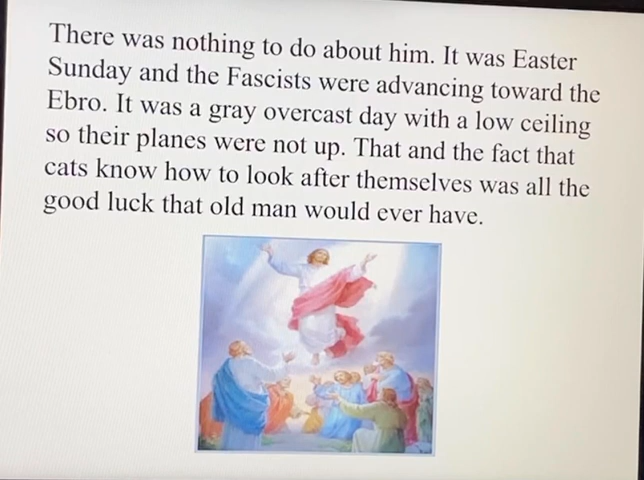 There was nothing to do about him. It was Easter
Sunday and the Fascists were advancing toward the
Ebro. It was a gray overcast day with a low ceiling
so their planes were not up. That and the fact that
cats know how to look after themselves was all the
good luck that old man would ever have.